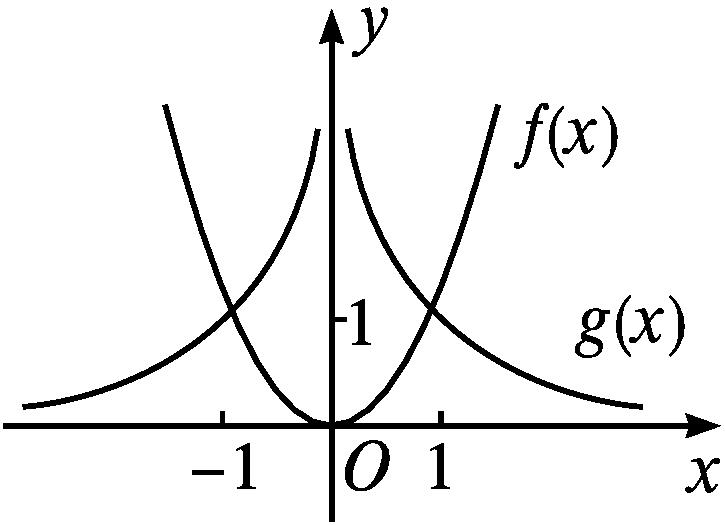 y
f(x)
1
g(x)
−1 O 1 x